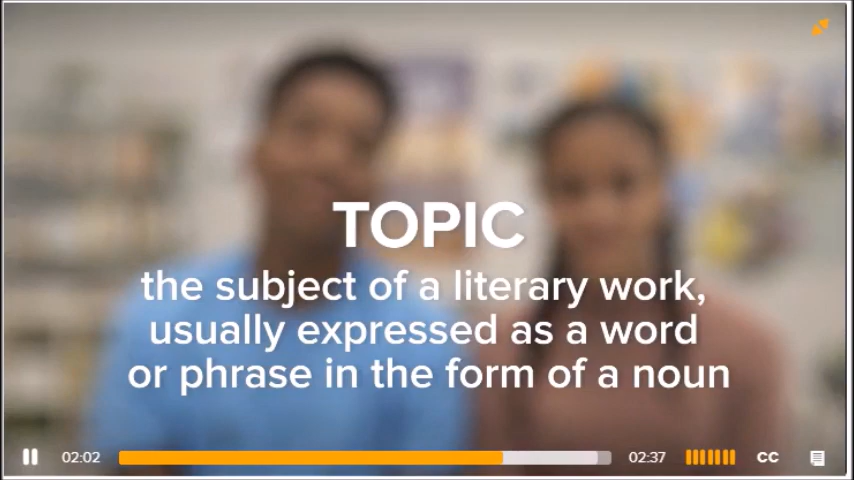 TOPIC
the subject of a literary work,
usually expressed as a word
or phrase in the form of a noun
02:02
02:37
CC